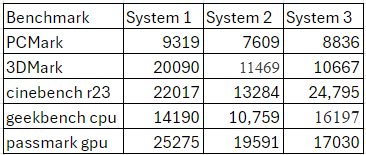 Benchmark System 1 System 2 System 3
PCMark 9319 7609 8836
3DMark 20090 11469 10667
cinebench r23 22017 13284 24,795
geekbench cpu 14190 10,759 16197
passmark gpu 25275 19591 17030